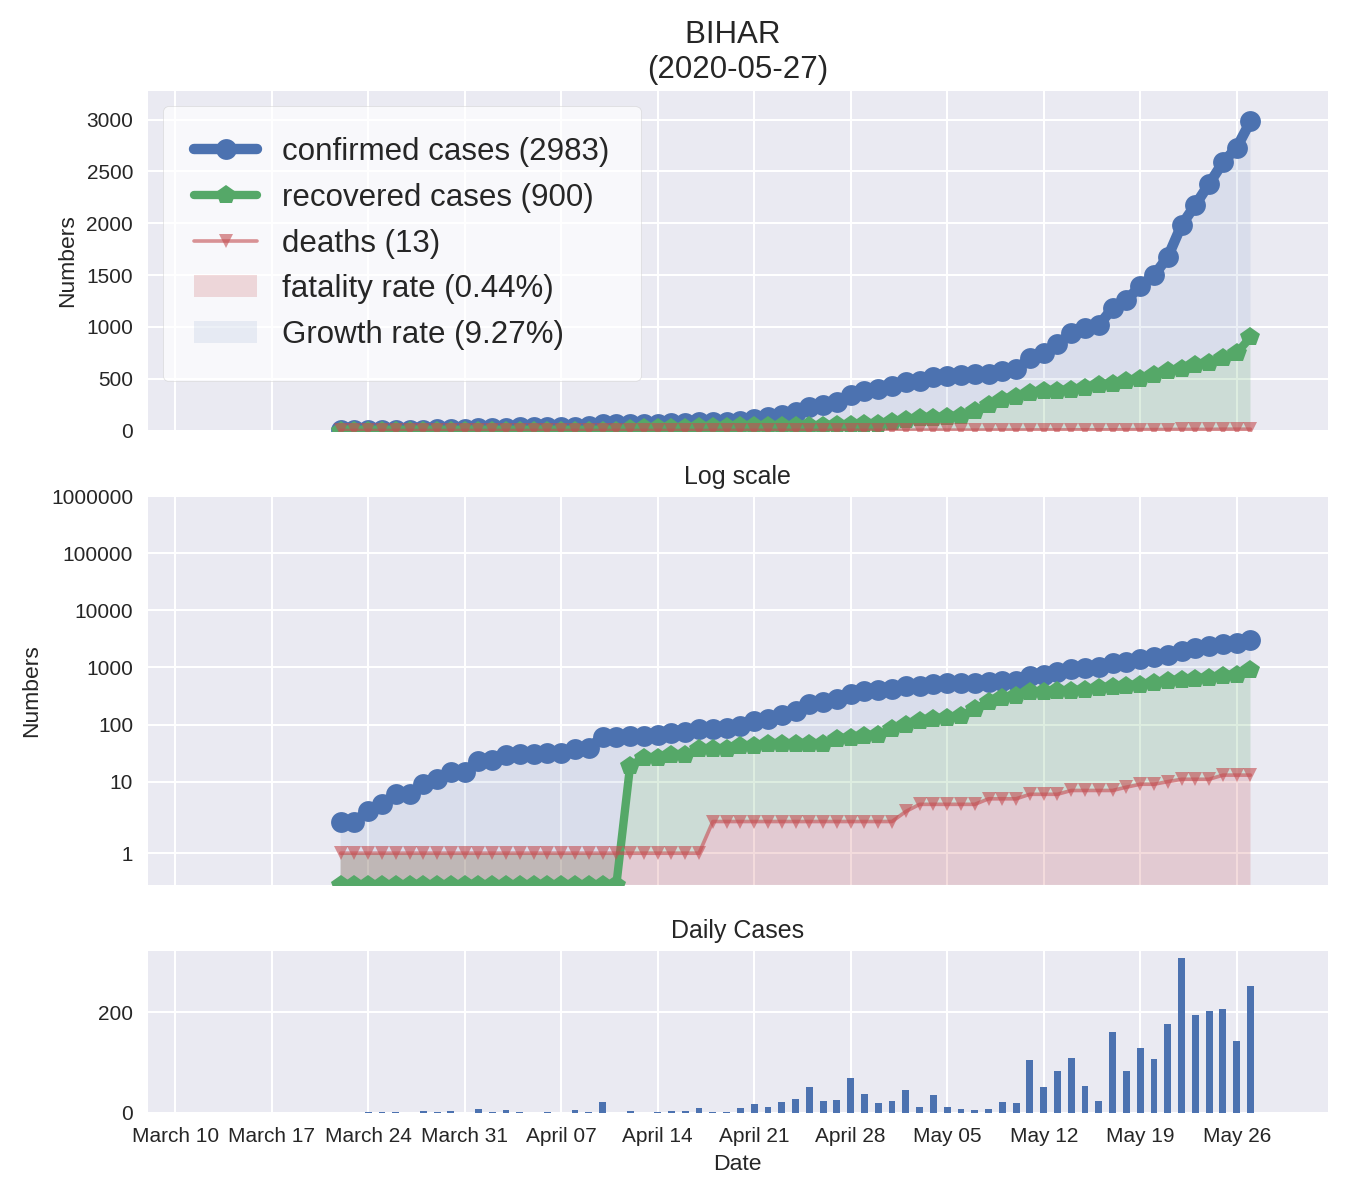 BIHAR
(2020-05-27)
3000
2500
2000
1500
1000
500
0
Numbers
confirmed cases (2983)
recovered cases (900)
deaths (13)
fatality rate (0.44%)
Growth rate (9.27%)
Log scale
1000000
100000
10000
1000
100
10
1
Numbers
Daily Cases
200
0
March 10 March 17 March 24 March 31 April 07 April 14 April 21 April 28 May 05 May 12 May 19 May 26
Date